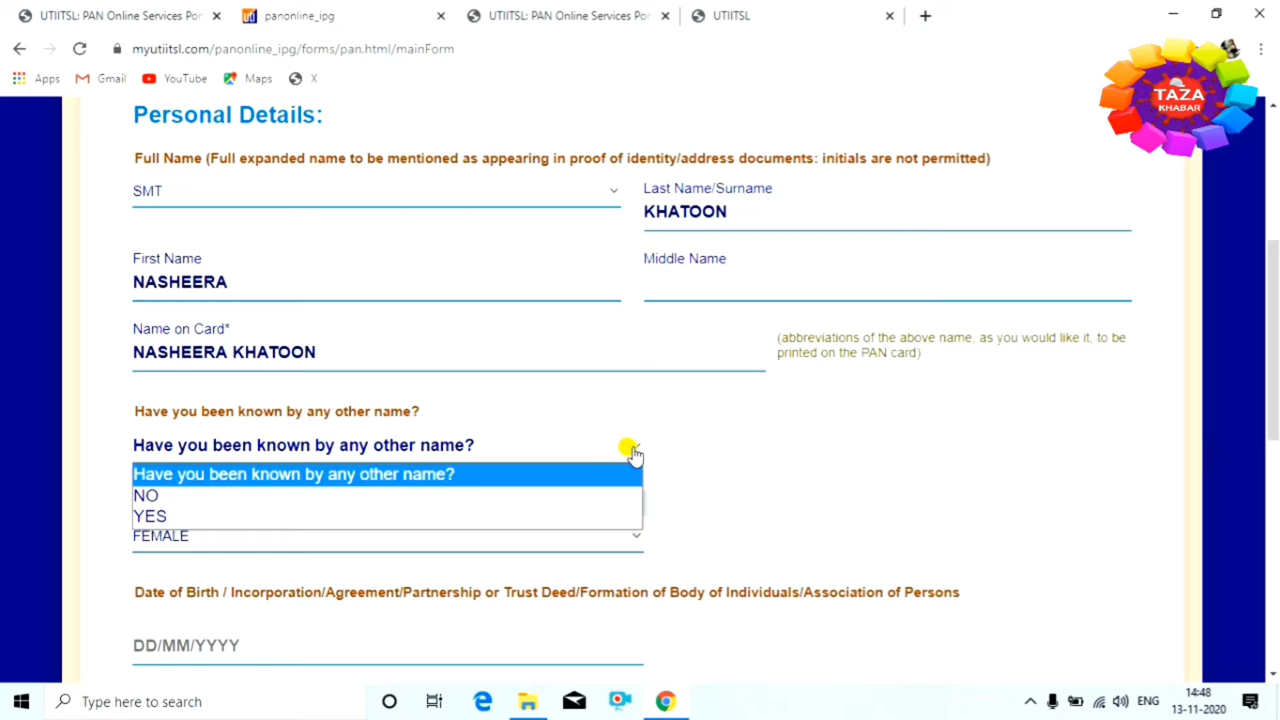 UTIITSL: PAN Online Services Por
panonline_ipg
UTIITSL: PAN Online Services Por
UTIITSL
myutiitsl.com/panonline_ipg/forms/pan.html/mainForm
Apps
Gmail
YouTube
Maps
X
TAZA
KHABAR
Personal Details:
Full Name (Full expanded name to be mentioned as appearing in proof of identity/address documents: initials are not permitted)
SMT
Last Name/Surname
KHATOON
First Name
Middle Name
NASHEERA
Name on Card*
NASHEERA KHATOON
(abbreviations of the above name, as you would like it, to be
printed on the PAN card)
Have you been known by any other name?
Have you been known by any other name?
Have you been known by any other name?
NO
YES
FEMALE
Date of Birth / Incorporation/Agreement/Partnership or Trust Deed/Formation of Body of Individuals/Association of Persons
DD/MM/YYYY
Type here to search
ENG
14:48
13-11-2020